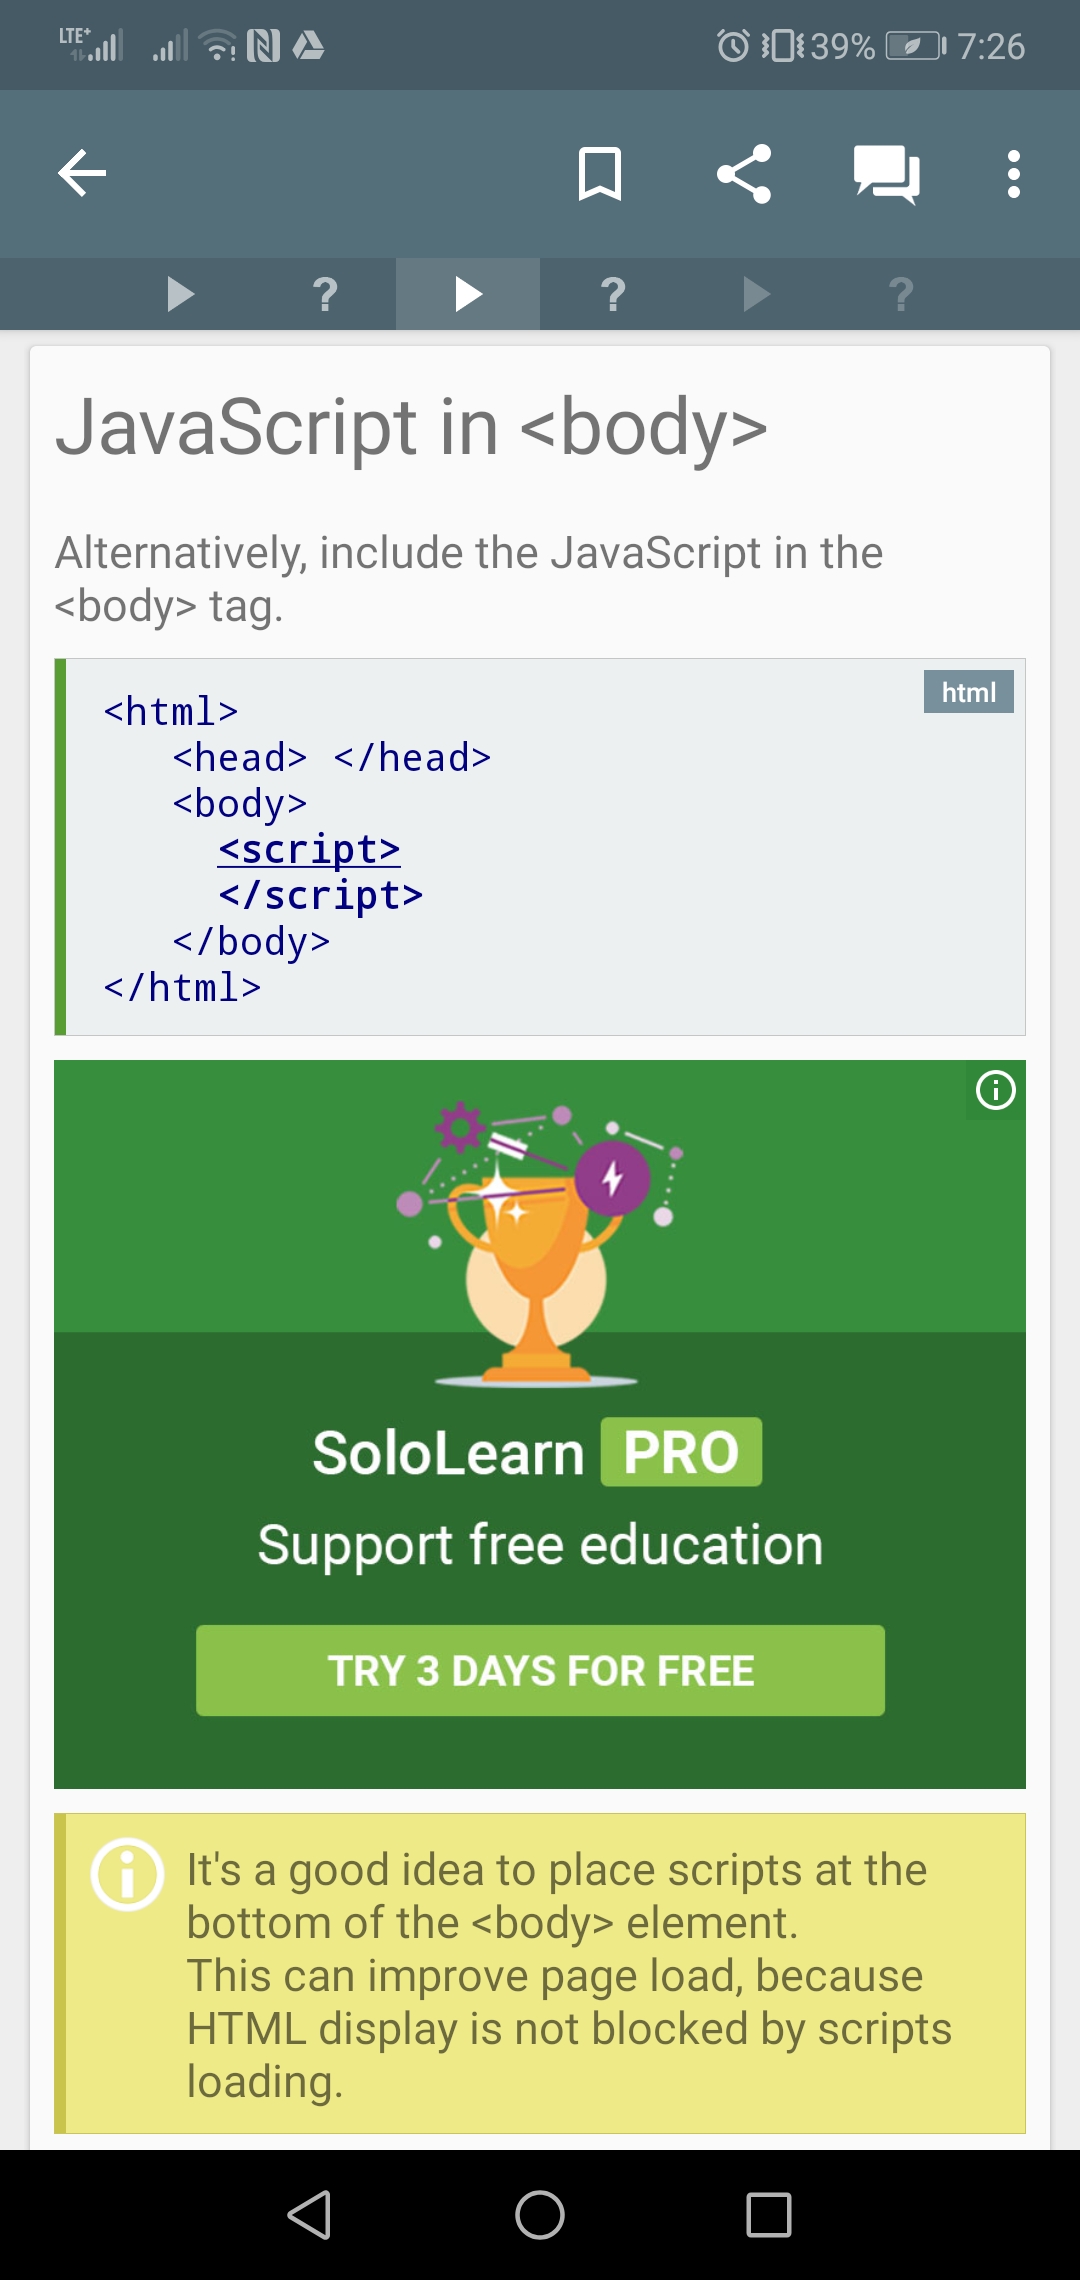 LTE+ 39% 7:26
? ? ?
JavaScript in <body>
Alternatively, include the JavaScript in the
<body> tag.
html
<html>
<head> </head>
<body>
<script>
</script>
</body>
</html>
SoloLearn PRO
Support free education
TRY 3 DAYS FOR FREE
It's a good idea to place scripts at the
bottom of the <body> element.
This can improve page load, because
HTML display is not blocked by scripts
loading.